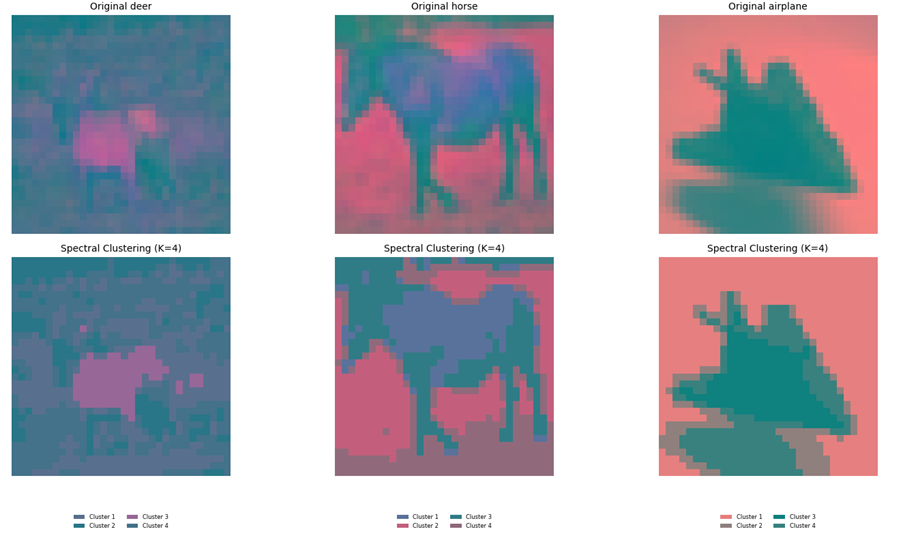 Original deer
Original horse
Original airplane
Spectral Clustering (K=4)
Spectral Clustering (K=4)
Spectral Clustering (K=4)
Cluster 1
Cluster 3
Cluster 2
Cluster 4
Cluster 1
Cluster 3
Cluster 2
Cluster 4
Cluster 1
Cluster 3
Cluster 2
Cluster 4